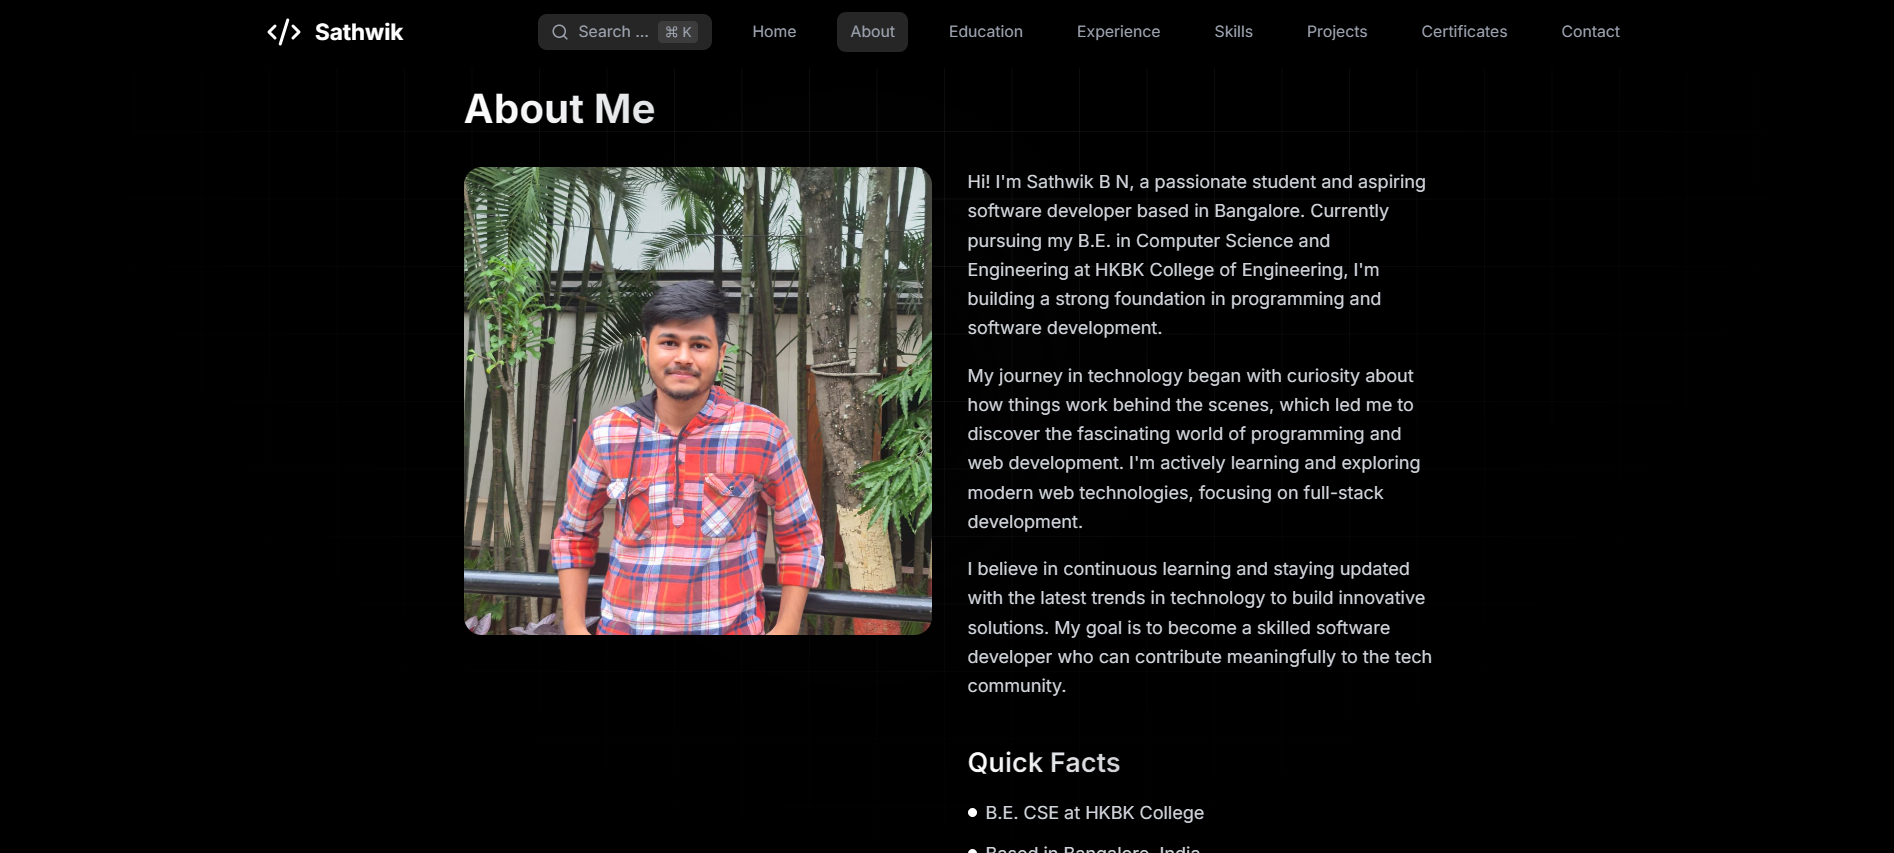 Sathwik
Search ...
⌘ K
Home
About
Education
Experience
Skills
Projects
Certificates
Contact
About Me
Hi! I'm Sathwik B N, a passionate student and aspiring
software developer based in Bangalore. Currently
pursuing my B.E. in Computer Science and
Engineering at HKBK College of Engineering, I'm
building a strong foundation in programming and
software development.
My journey in technology began with curiosity about
how things work behind the scenes, which led me to
discover the fascinating world of programming and
web development. I'm actively learning and exploring
modern web technologies, focusing on full-stack
development.
I believe in continuous learning and staying updated
with the latest trends in technology to build innovative
solutions. My goal is to become a skilled software
developer who can contribute meaningfully to the tech
community.
Quick Facts
B.E. CSE at HKBK College
Based in Bangalore, India